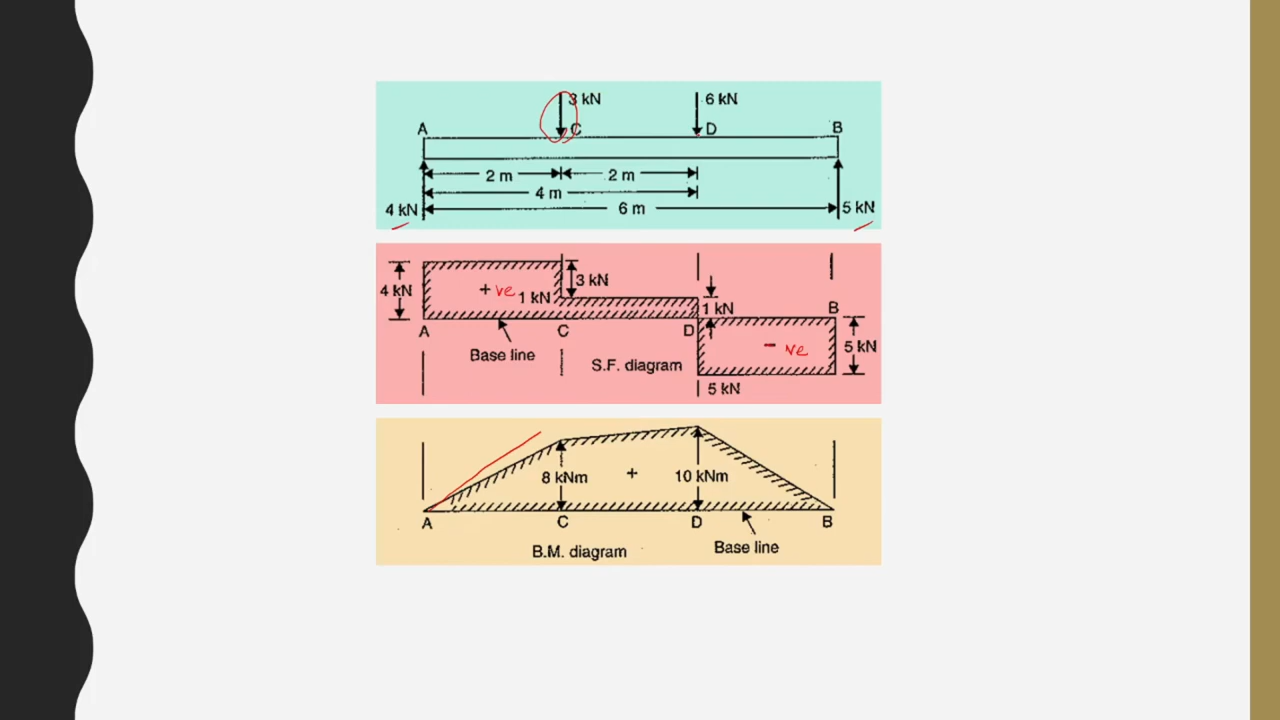 3 kN 6 kN
A C D B
2 m 2 m
4 m
4 kN 6 m 5 kN
3 kN
4 kN + ve 1 kN 1 kN B
A C D
Base line - ve 5 kN
S.F. diagram
5 kN
8 kNm + 10 kNm
A C D B
B.M. diagram Base line